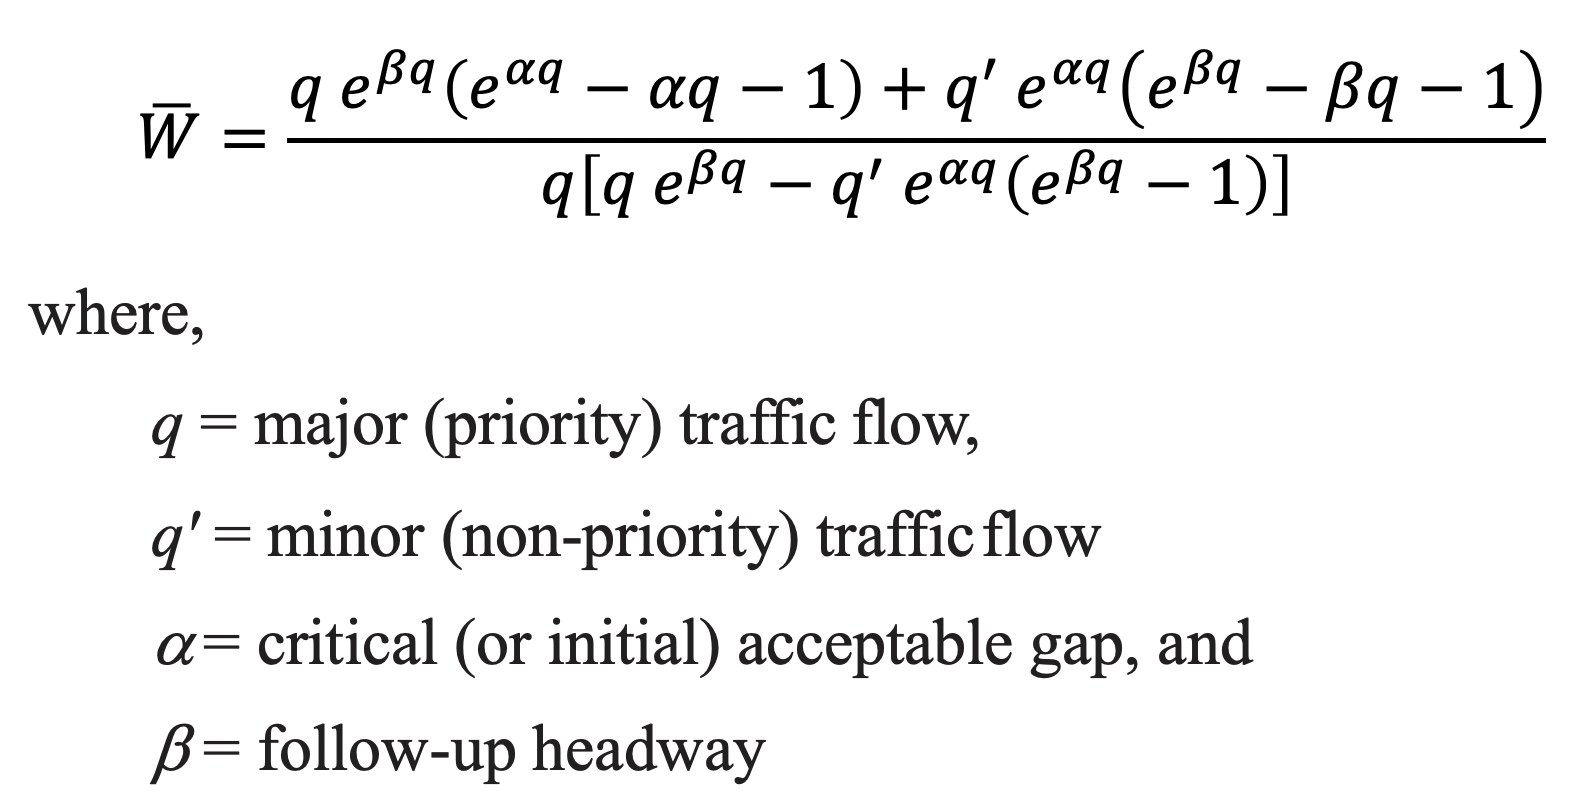 W̅ = \frac{q e^{βq}(e^{αq} − αq − 1) + q′ e^{αq}(e^{βq} − βq − 1)}{q[q e^{βq} − q′ e^{αq}(e^{βq} − 1)]}
where,
q = major (priority) traffic flow,
q′ = minor (non-priority) traffic flow
α = critical (or initial) acceptable gap, and
β = follow-up headway